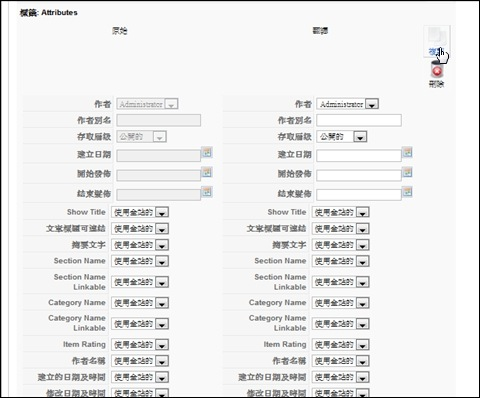 標籤: Attributes
原始 翻譯
刪除
作者 Administrator 作者 Administrator
作者別名 作者別名
存取層級 公開的 存取層級 公開的
建立日期 建立日期
開始發佈 開始發佈
結束發佈 結束發佈
Show Title 使用全站的 Show Title 使用全站的
文章標題可連結 使用全站的 文章標題可連結 使用全站的
摘要文字 使用全站的 摘要文字 使用全站的
Section Name 使用全站的 Section Name 使用全站的
Section Name Linkable 使用全站的 Section Name Linkable 使用全站的
Category Name 使用全站的 Category Name 使用全站的
Category Name Linkable 使用全站的 Category Name Linkable 使用全站的
Item Rating 使用全站的 Item Rating 使用全站的
作者名稱 使用全站的 作者名稱 使用全站的
建立的日期及時間 使用全站的 建立的日期及時間 使用全站的
修改日期及時間 使用全站的 修改日期及時間 使用全站的